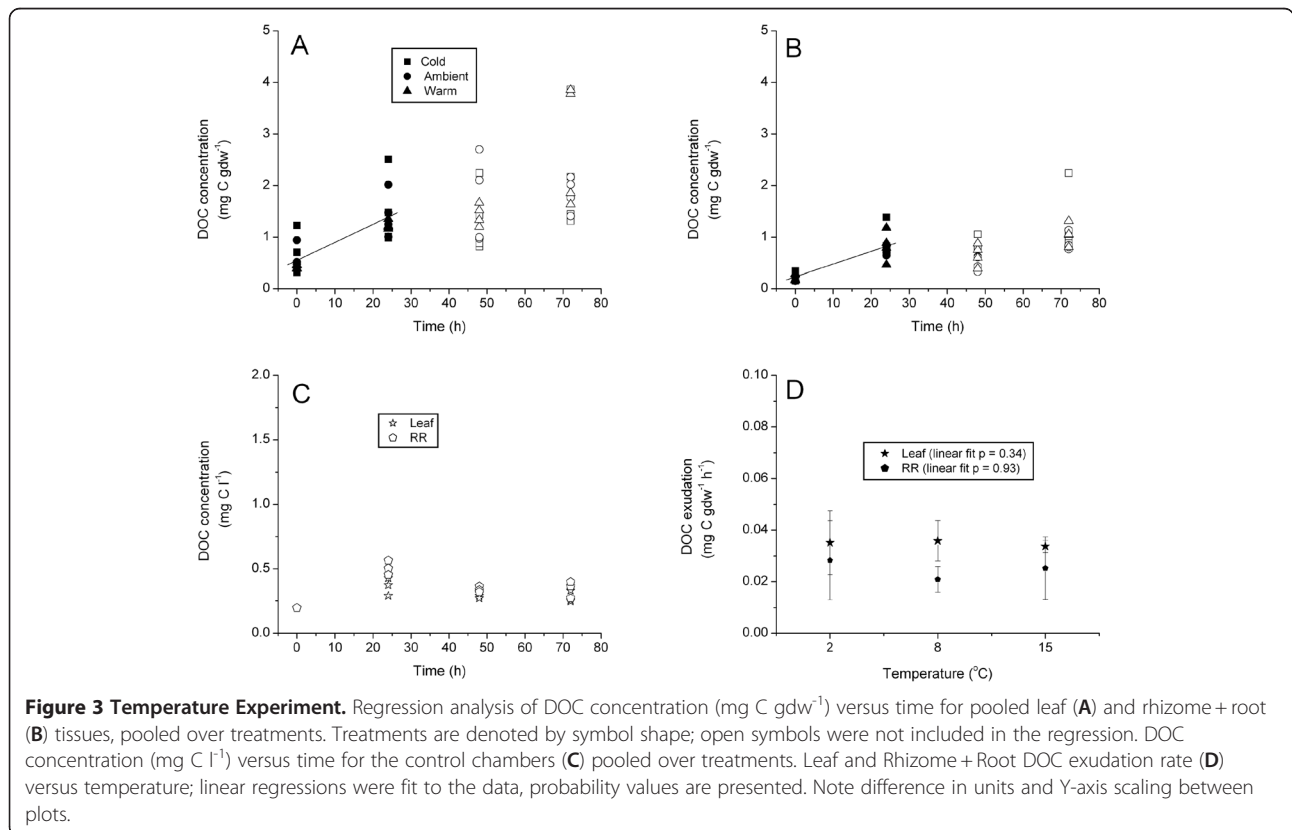 A
5
4
3
2
1
0
DOC concentration
(mg C gdw⁻¹)
Cold
Ambient
Warm
0 10 20 30 40 50 60 70 80
Time (h)
B
5
4
3
2
1
0
DOC concentration
(mg C gdw⁻¹)
0 10 20 30 40 50 60 70 80
Time (h)
C
2.0
1.5
1.0
0.5
0.0
DOC concentration
(mg C l⁻¹)
Leaf
RR
0 10 20 30 40 50 60 70 80
Time (h)
D
0.10
0.08
0.06
0.04
0.02
0.00
DOC exudation
(mg C gdw⁻¹ h⁻¹)
Leaf (linear fit p = 0.34)
RR (linear fit p = 0.93)
2 8 15
Temperature (°C)
Figure 3 Temperature Experiment. Regression analysis of DOC concentration (mg C gdw⁻¹) versus time for pooled leaf (A) and rhizome + root
(B) tissues, pooled over treatments. Treatments are denoted by symbol shape; open symbols were not included in the regression. DOC
concentration (mg C l⁻¹) versus time for the control chambers (C) pooled over treatments. Leaf and Rhizome + Root DOC exudation rate (D)
versus temperature; linear regressions were fit to the data, probability values are presented. Note difference in units and Y-axis scaling between
plots.